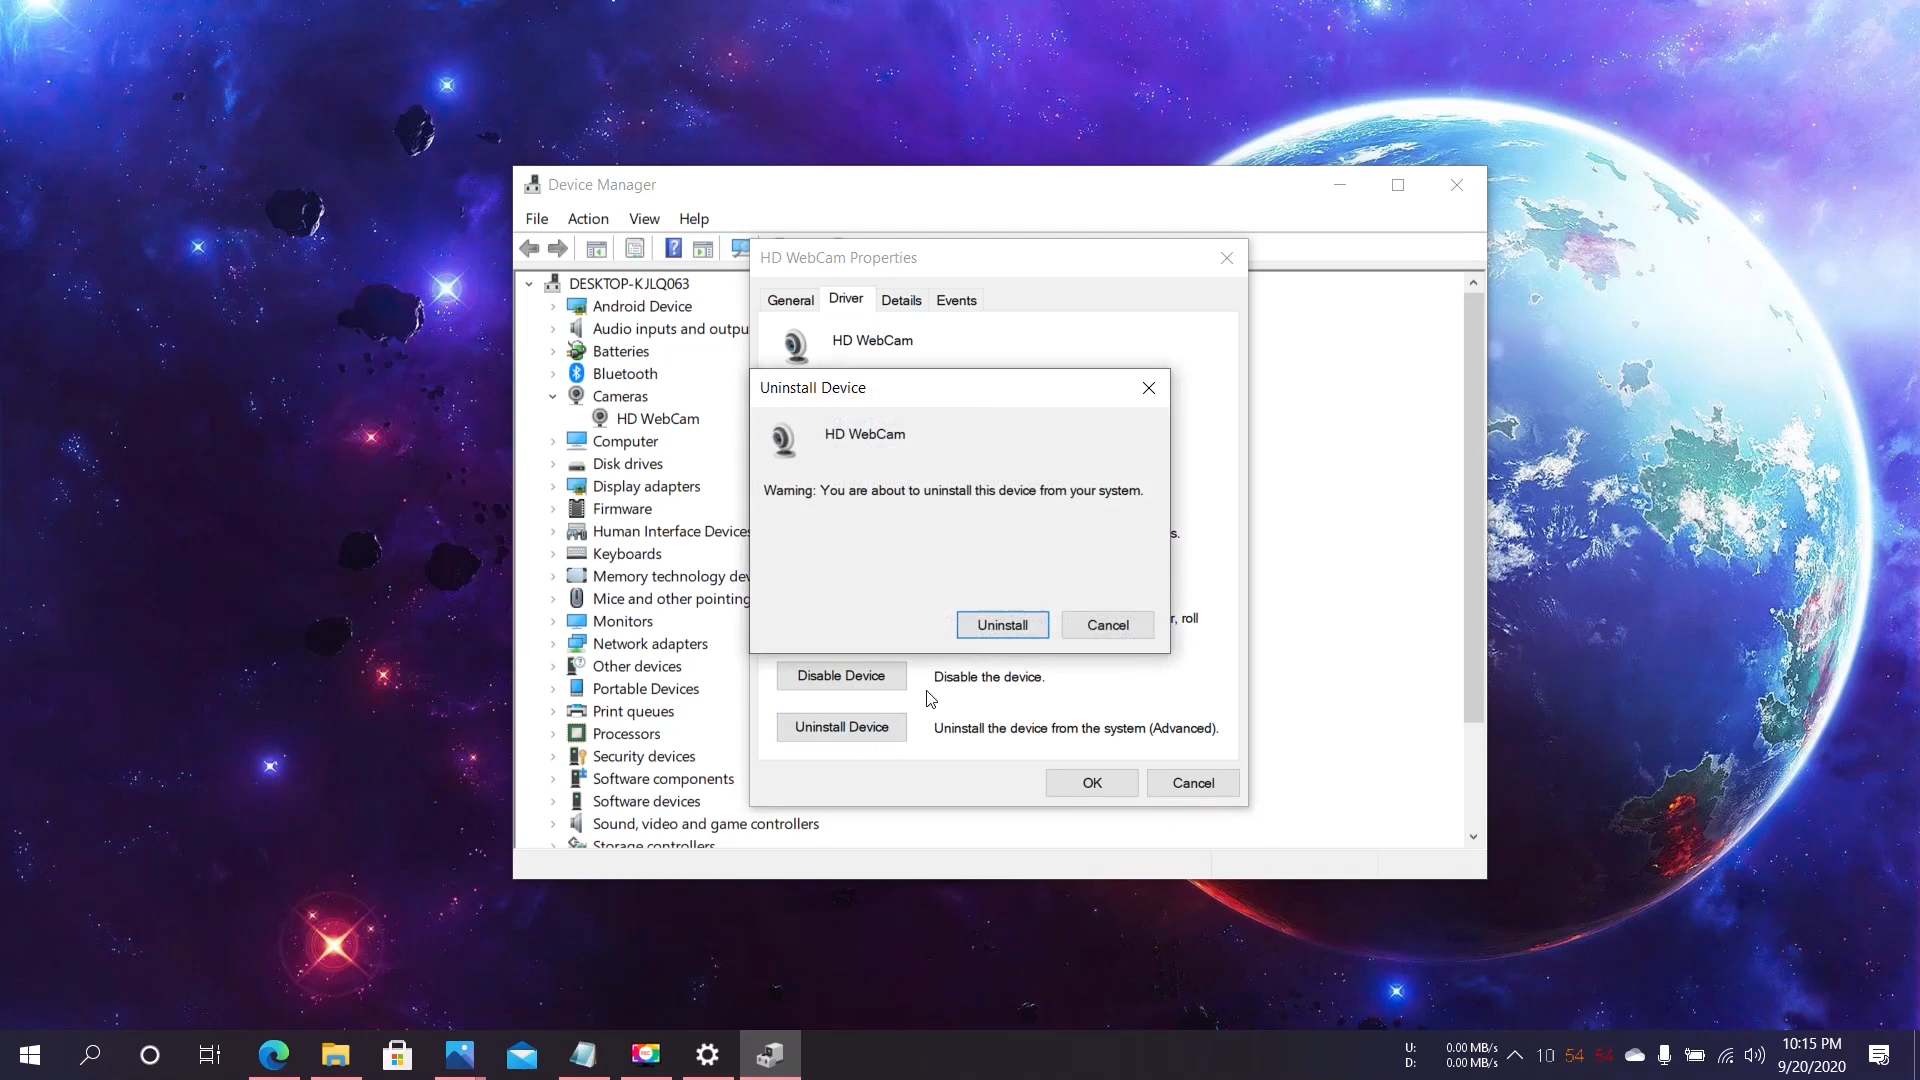 Device Manager
File Action View Help
HD WebCam Properties
General Driver Details Events
HD WebCam
Uninstall Device
HD WebCam
Warning: You are about to uninstall this device from your system.
s.
Uninstall Cancel
r, roll
Disable Device Disable the device.
Uninstall Device Uninstall the device from the system (Advanced).
OK Cancel
DESKTOP-KJLQ063
Android Device
Audio inputs and outpu
Batteries
Bluetooth
Cameras
HD WebCam
Computer
Disk drives
Display adapters
Firmware
Human Interface Devices
Keyboards
Memory technology dev
Mice and other pointing
Monitors
Network adapters
Other devices
Portable Devices
Print queues
Processors
Security devices
Software components
Software devices
Sound, video and game controllers
Storage controllers
U: 0.00 MB/s
D: 0.00 MB/s
10 54 54
10:15 PM
9/20/2020